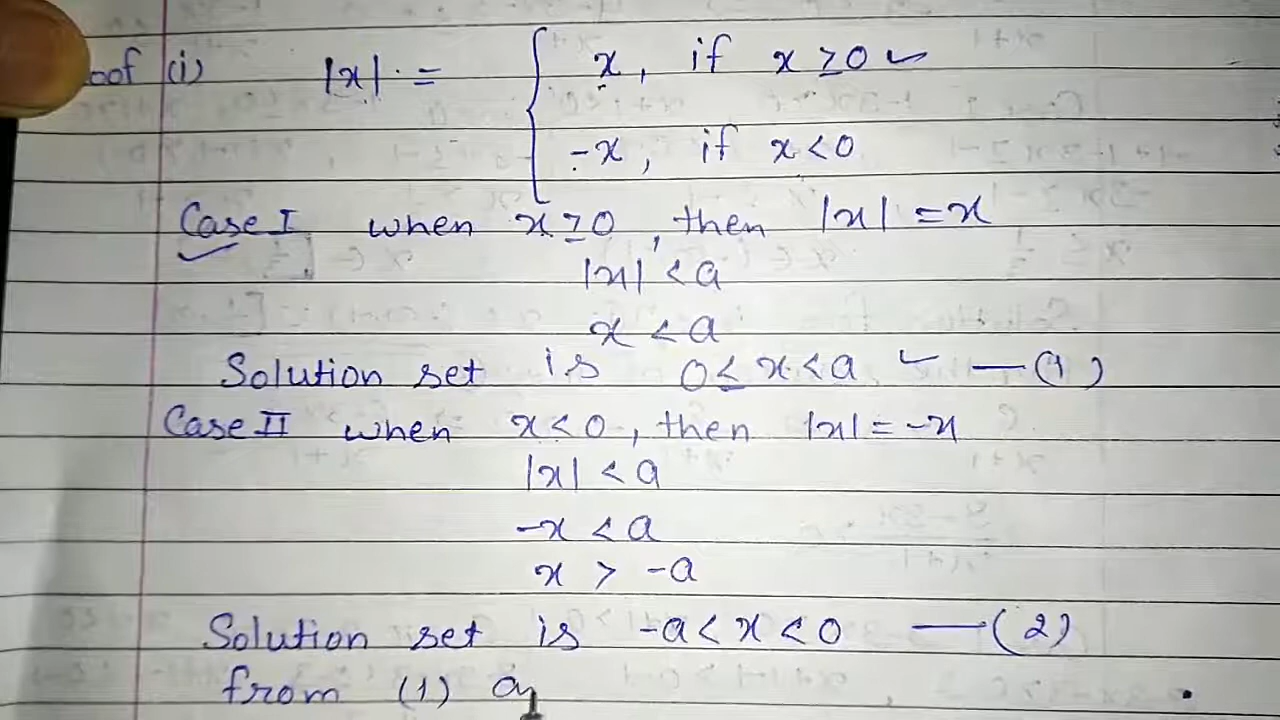 oof (i) |x| = { x, if x ≥ 0
-x, if x < 0
Case I when x ≥ 0, then |x| = x
|x| < a
x < a
Solution set is 0 ≤ x < a — (1)
Case II when x < 0, then |x| = -x
|x| < a
-x < a
x > -a
Solution set is -a < x < 0 — (2)
from (1)